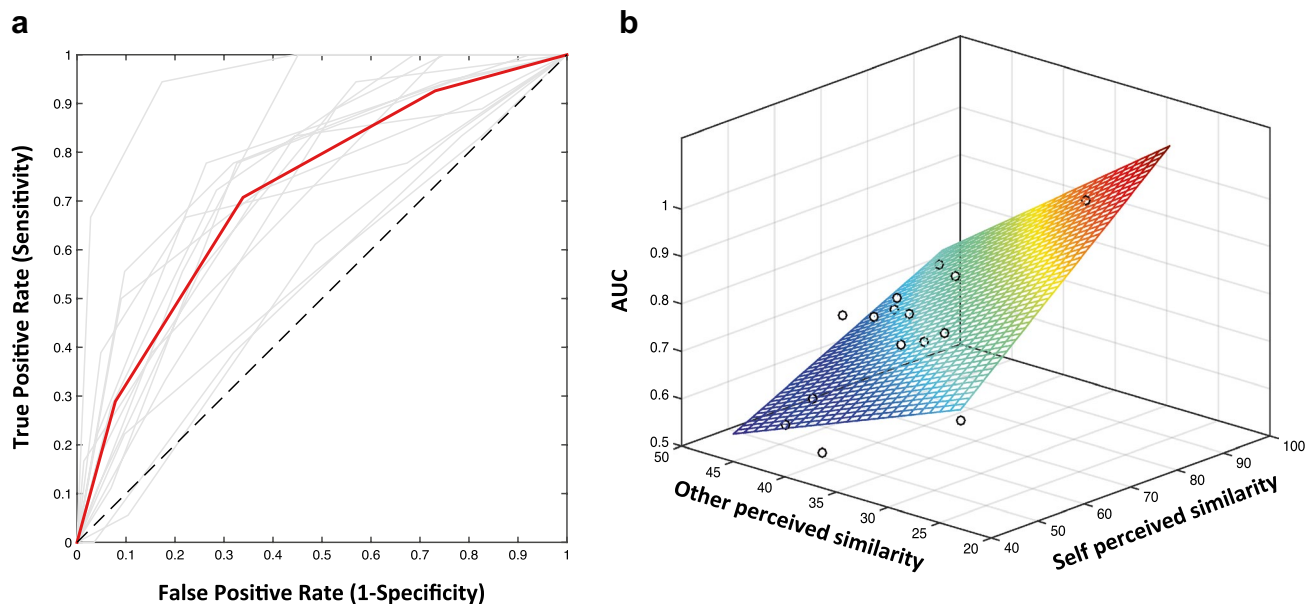 a
1
0.9
0.8
0.7
0.6
0.5
0.4
0.3
0.2
0.1
0
True Positive Rate (Sensitivity)
0 0.1 0.2 0.3 0.4 0.5 0.6 0.7 0.8 0.9 1
False Positive Rate (1-Specificity)
b
1
0.9
0.8
0.7
0.6
0.5
AUC
50 45 40 35 30 25 20
Other perceived similarity
40 50 60 70 80 90 100
Self perceived similarity